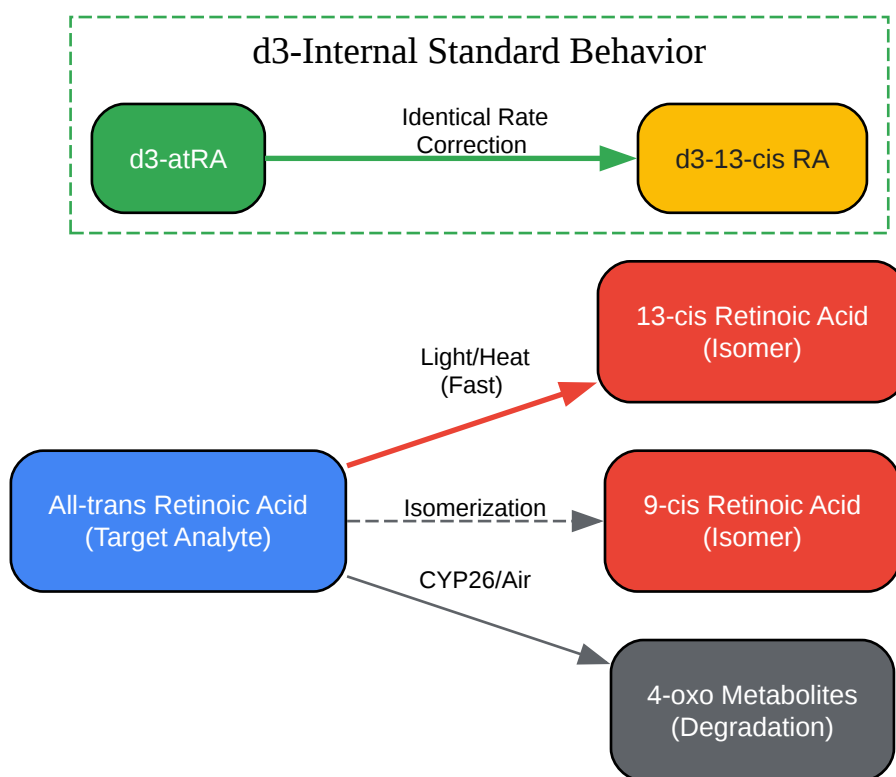 d3-Internal Standard Behavior
d3-atRA
Identical Rate
Correction
d3-13-cis RA
13-cis Retinoic Acid
(Isomer)
Light/Heat
(Fast)
All-trans Retinoic Acid
(Target Analyte)
Isomerization
9-cis Retinoic Acid
(Isomer)
CYP26/Air
4-oxo Metabolites
(Degradation)